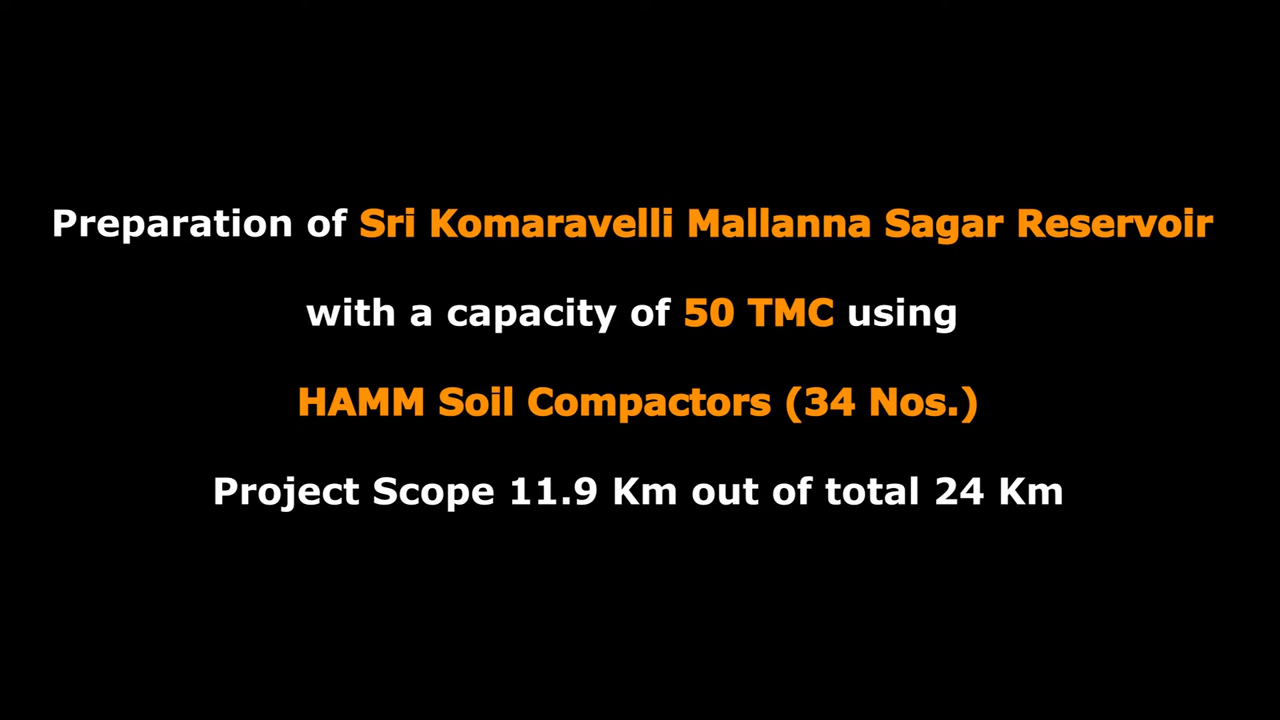 Preparation of Sri Komaravelli Mallanna Sagar Reservoir
with a capacity of 50 TMC using
HAMM Soil Compactors (34 Nos.)
Project Scope 11.9 Km out of total 24 Km